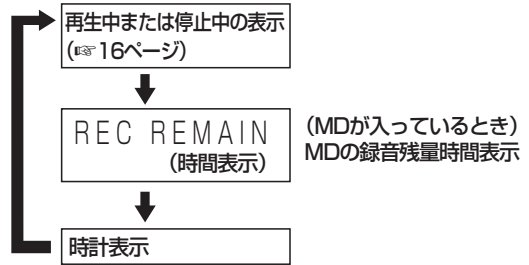 再生中または停止中の表示
(☞16ページ)
REC REMAIN
(時間表示)
(MDが入っているとき)
MDの録音残量時間表示
時計表示